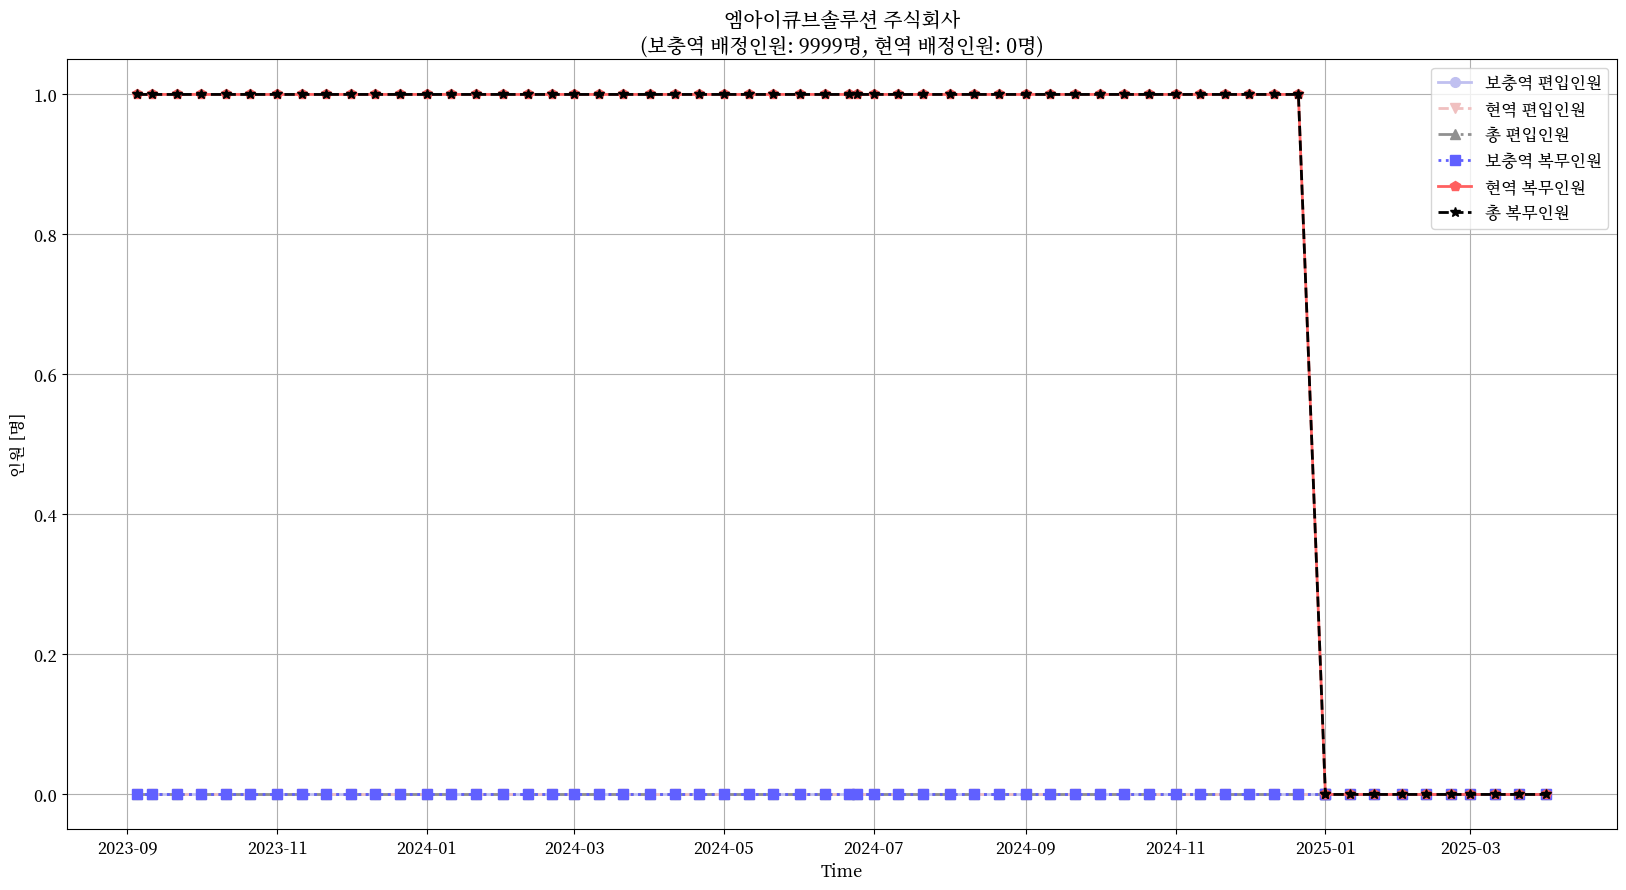 엠아이큐브솔루션 주식회사
(보충역 배정인원: 9999명, 현역 배정인원: 0명)
보충역 편입인원
현역 편입인원
총 편입인원
보충역 복무인원
현역 복무인원
총 복무인원
1.0
0.8
0.6
0.4
0.2
0.0
인원 [명]
2023-09 2023-11 2024-01 2024-03 2024-05 2024-07 2024-09 2024-11 2025-01 2025-03
Time